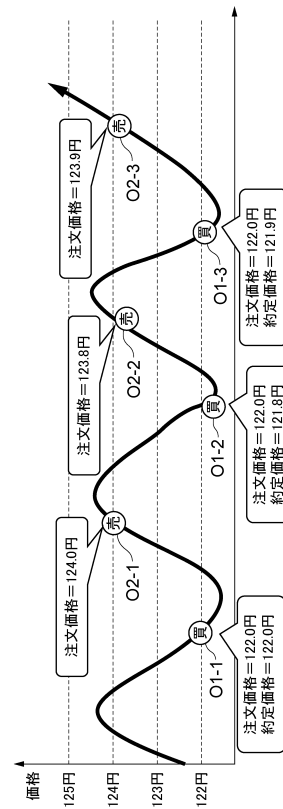 価格
125円
124円
123円
122円
注文価格=122.0円
約定価格=122.0円
買
O1-1
注文価格=124.0円
売
O2-1
注文価格=122.0円
約定価格=121.8円
買
O1-2
注文価格=123.8円
売
O2-2
注文価格=122.0円
約定価格=121.9円
買
O1-3
注文価格=123.9円
売
O2-3